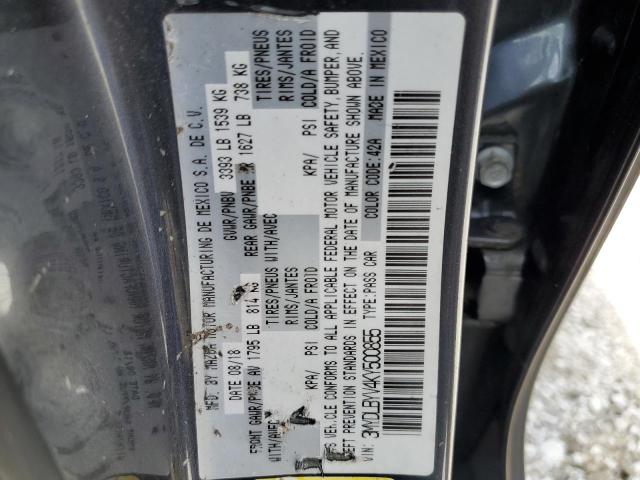 MFD. BY MAZDA MOTOR MANUFACTURING DE MEXICO S.A. DE C.V.
DATE 08/18 GVWR/PNBV 3393 LB 1539 KG
FRONT GAWR/PNBE AV 1795 LB 814 KG REAR GAWR/PNBE 1627 LB 738 KG
WITH/AVEC TIRES/PNEUS WITH/AVEC TIRES/PNEUS
RIMS/JANTES RIMS/JANTES
KPA/ PSI COLD/A FROID KPA/ PSI COLD/A FROID
VEHICLE CONFORMS TO ALL APPLICABLE FEDERAL MOTOR VEHICLE SAFETY, BUMPER, AND
THEFT PREVENTION STANDARDS IN EFFECT ON THE DATE OF MANUFACTURE SHOWN ABOVE.
VIN: 3MVDLBYV4KY500855 TYPE:PASS CAR COLOR CODE:42A MADE IN MEXICO